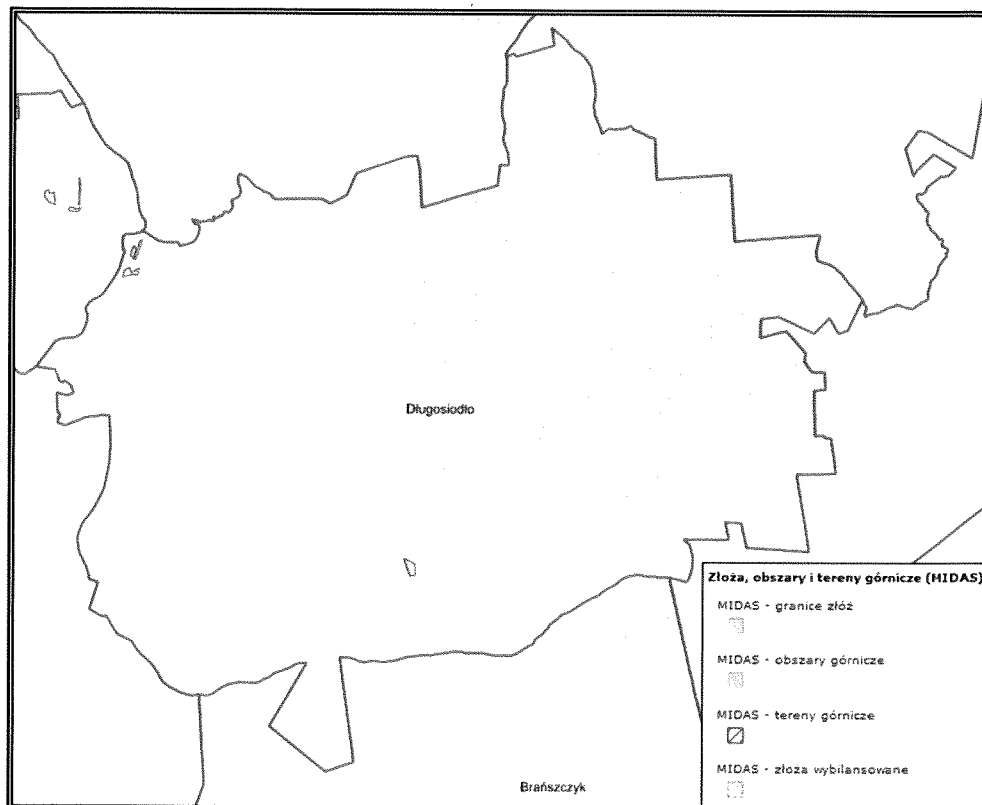 Długosiodło
Brańszczyk
Złoża, obszary i tereny górnicze (MIDAS)
MIDAS - granice złóż
MIDAS - obszary górnicze
MIDAS - tereny górnicze
MIDAS - złoża wybilansowane